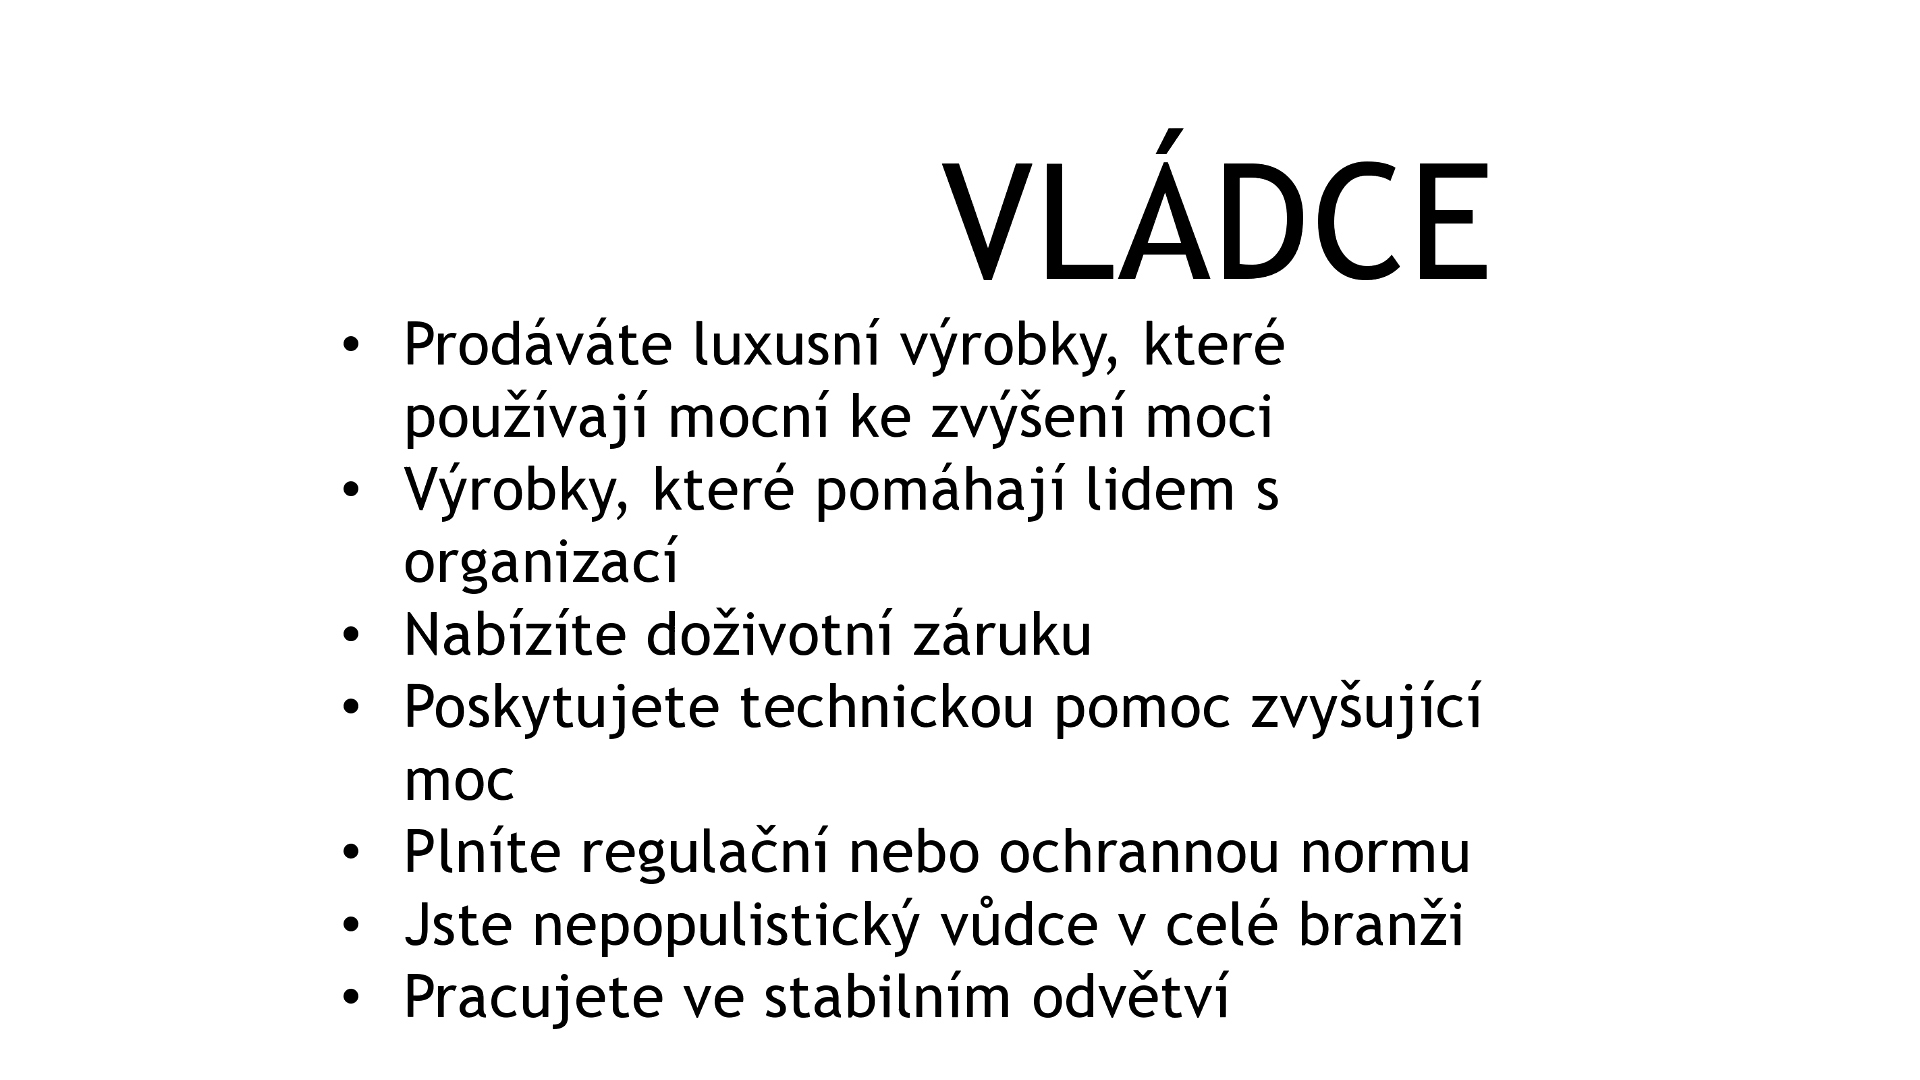 VLÁDCE
• Prodáváte luxusní výrobky, které
používají mocní ke zvýšení moci
• Výrobky, které pomáhají lidem s
organizací
• Nabízíte doživotní záruku
• Poskytujete technickou pomoc zvyšující
moc
• Plníte regulační nebo ochrannou normu
• Jste nepopulistický vůdce v celé branži
• Pracujete ve stabilním odvětví